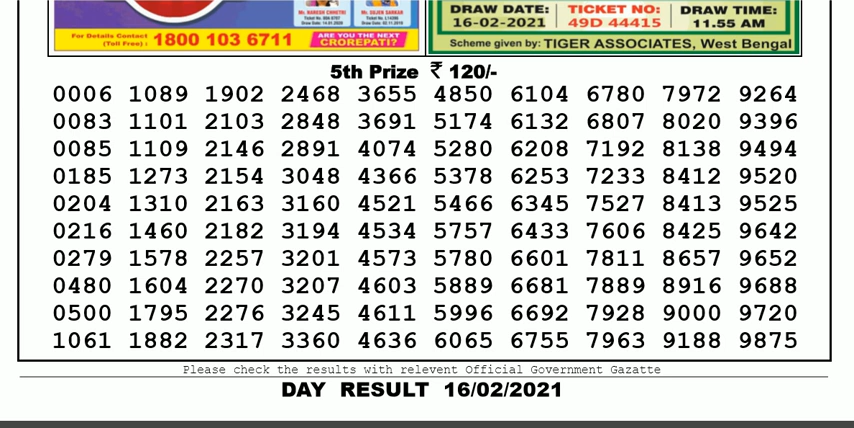 Mr. NARESH CHHETRI
Mr. SUJEN SARKAR
For Details Contact
(Toll Free) : 1800 103 6711
ARE YOU THE NEXT
CROREPATI?
DRAW DATE:
16-02-2021
TICKET NO:
49D 44415
DRAW TIME:
11.55 AM
Scheme given by: TIGER ASSOCIATES, West Bengal
5th Prize ₹ 120/-
0006 1089 1902 2468 3655 4850 6104 6780 7972 9264
0083 1101 2103 2848 3691 5174 6132 6807 8020 9396
0085 1109 2146 2891 4074 5280 6208 7192 8138 9494
0185 1273 2154 3048 4366 5378 6253 7233 8412 9520
0204 1310 2163 3160 4521 5466 6345 7527 8413 9525
0216 1460 2182 3194 4534 5757 6433 7606 8425 9642
0279 1578 2257 3201 4573 5780 6601 7811 8657 9652
0480 1604 2270 3207 4603 5889 6681 7889 8916 9688
0500 1795 2276 3245 4611 5996 6692 7928 9000 9720
1061 1882 2317 3360 4636 6065 6755 7963 9188 9875
Please check the results with relevent Official Government Gazatte
DAY RESULT 16/02/2021